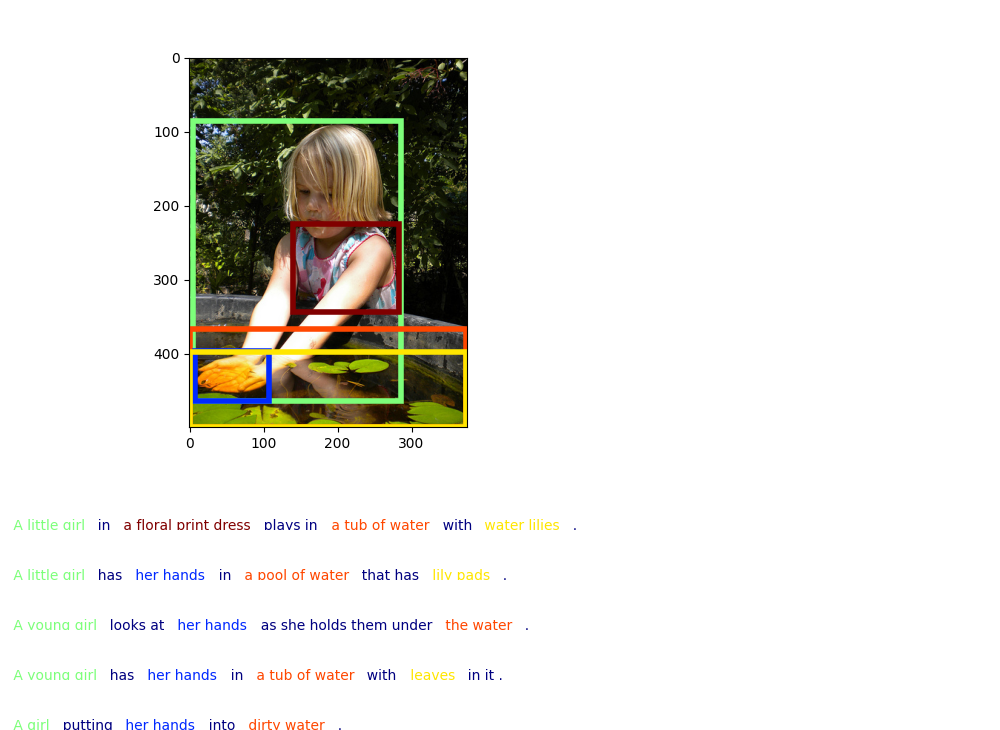 0
100
200
300
400
0 100 200 300
A little girl in a floral print dress plays in a tub of water with water lilies .
A little girl has her hands in a pool of water that has lily pads .
A young girl looks at her hands as she holds them under the water .
A young girl has her hands in a tub of water with leaves in it .
A girl putting her hands into dirty water .